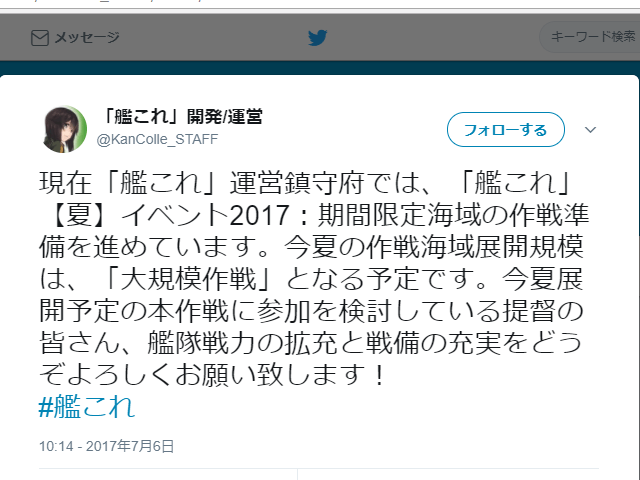 メッセージ
キーワード検索
「艦これ」開発/運営
@KanColle_STAFF
フォローする
現在「艦これ」運営鎮守府では、「艦これ」
【夏】イベント2017：期間限定海域の作戦準
備を進めています。今夏の作戦海域展開規模
は、「大規模作戦」となる予定です。今夏展
開予定の本作戦に参加を検討している提督の
皆さん、艦隊戦力の拡充と戦備の充実をどう
ぞよろしくお願い致します！
#艦これ
10:14 - 2017年7月6日